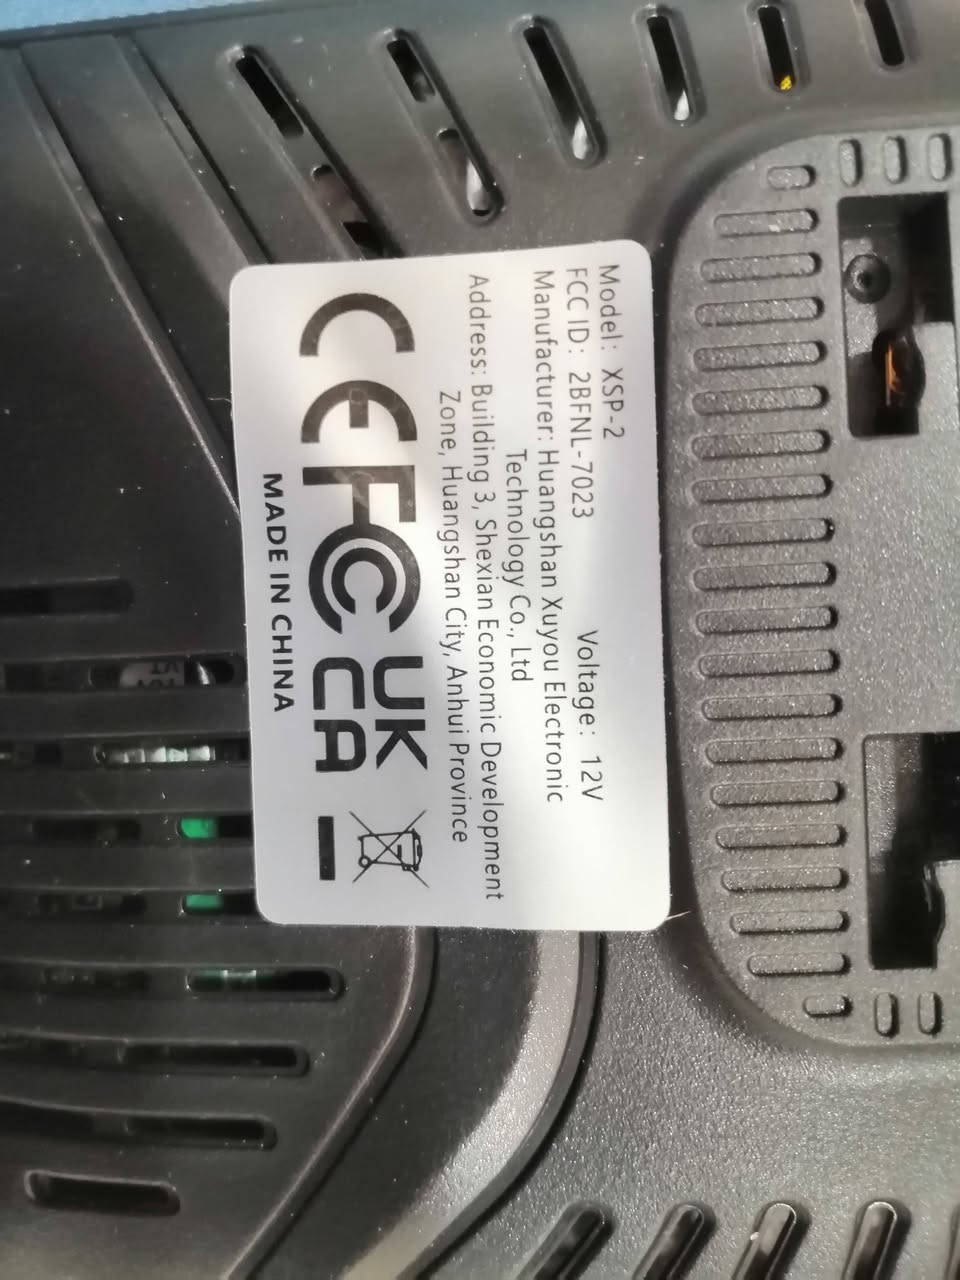 Model: XSP-2
FCC ID: 2BFNL-7023 Voltage: 12V
Manufacturer: Huangshan Xuyou Electronic
Technology Co., Ltd
Address: Building 3, Shexian Economic Development
Zone, Huangshan City, Anhui Province
CE FC UK
CA
MADE IN CHINA